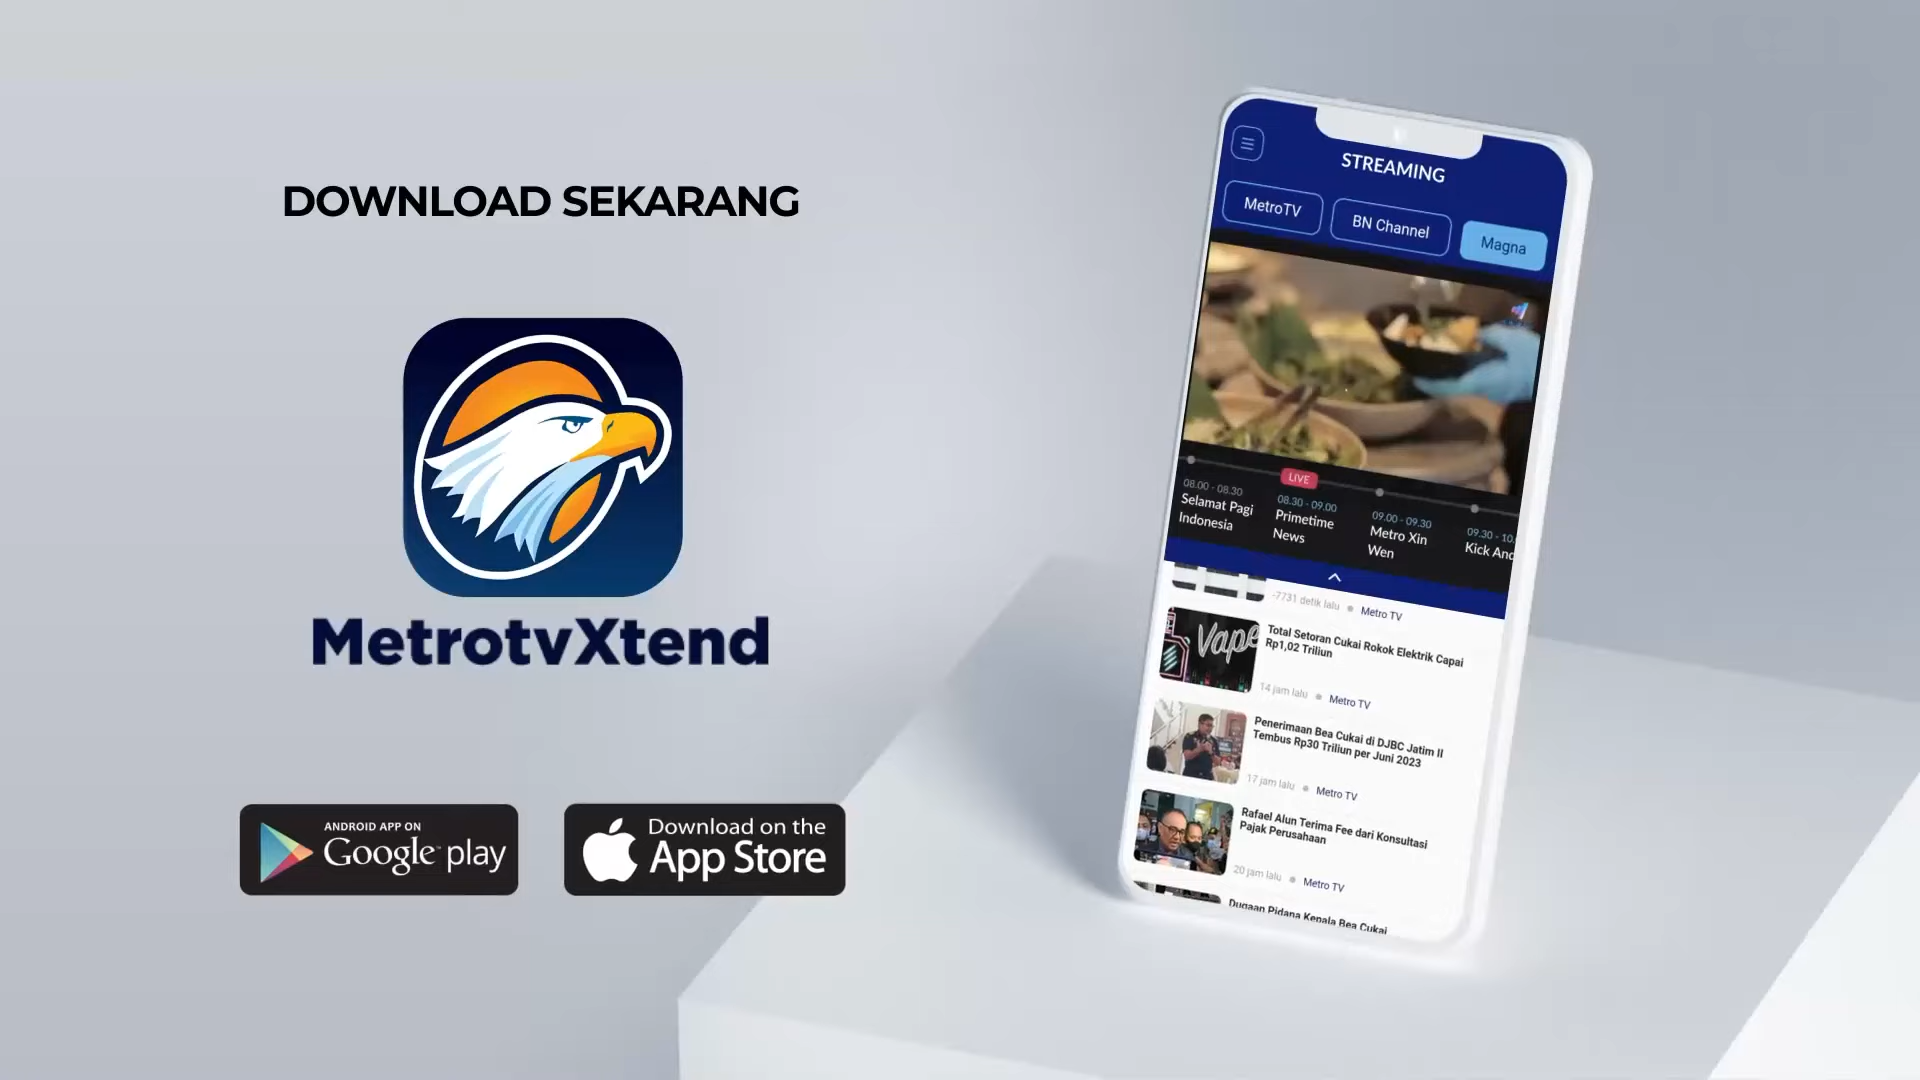 DOWNLOAD SEKARANG
MetrotvXtend
ANDROID APP ON
Google play
Download on the
App Store
STREAMING
MetroTV
BN Channel
Magna
LIVE
08.00 - 08.30
Selamat Pagi
Indonesia
08.30 - 09.00
Primetime
News
09.00 - 09.30
Metro Xin
Wen
09.30 - 10.
Kick And
-7731 detik lalu
Metro TV
Vape
Total Setoran Cukai Rokok Elektrik Capai
Rp1,02 Triliun
14 jam lalu
Metro TV
Penerimaan Bea Cukai di DJBC Jatim II
Tembus Rp30 Triliun per Juni 2023
17 jam lalu
Metro TV
Rafael Alun Terima Fee dari Konsultasi
Pajak Perusahaan
20 jam lalu
Metro TV
Dugaan Pidana Kepala Bea Cukai